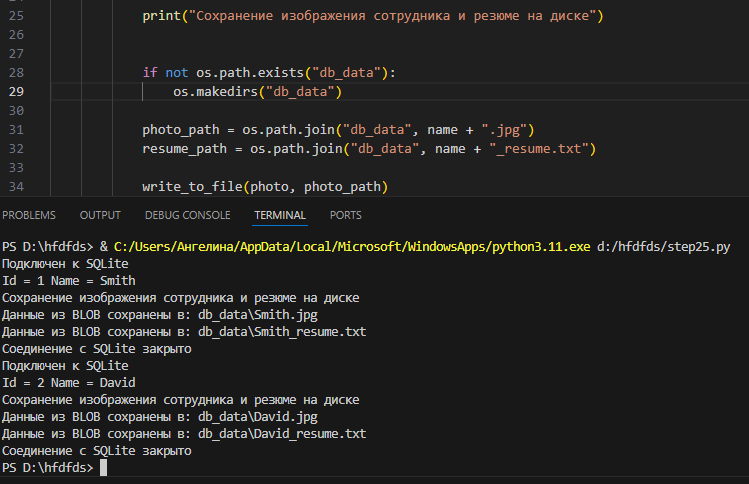 25 print("Сохранение изображения сотрудника и резюме на диске")
26
27
28 if not os.path.exists("db_data"):
29 os.makedirs("db_data")
30
31 photo_path = os.path.join("db_data", name + ".jpg")
32 resume_path = os.path.join("db_data", name + "_resume.txt")
33
34 write_to_file(photo, photo_path)
PROBLEMS OUTPUT DEBUG CONSOLE TERMINAL PORTS
PS D:\hfdfds> & C:/Users/Ангелина/AppData/Local/Microsoft/WindowsApps/python3.11.exe d:/hfdfds/step25.py
Подключен к SQLite
Id = 1 Name = Smith
Сохранение изображения сотрудника и резюме на диске
Данные из BLOB сохранены в: db_data\Smith.jpg
Данные из BLOB сохранены в: db_data\Smith_resume.txt
Соединение с SQLite закрыто
Подключен к SQLite
Id = 2 Name = David
Сохранение изображения сотрудника и резюме на диске
Данные из BLOB сохранены в: db_data\David.jpg
Данные из BLOB сохранены в: db_data\David_resume.txt
Соединение с SQLite закрыто
PS D:\hfdfds>